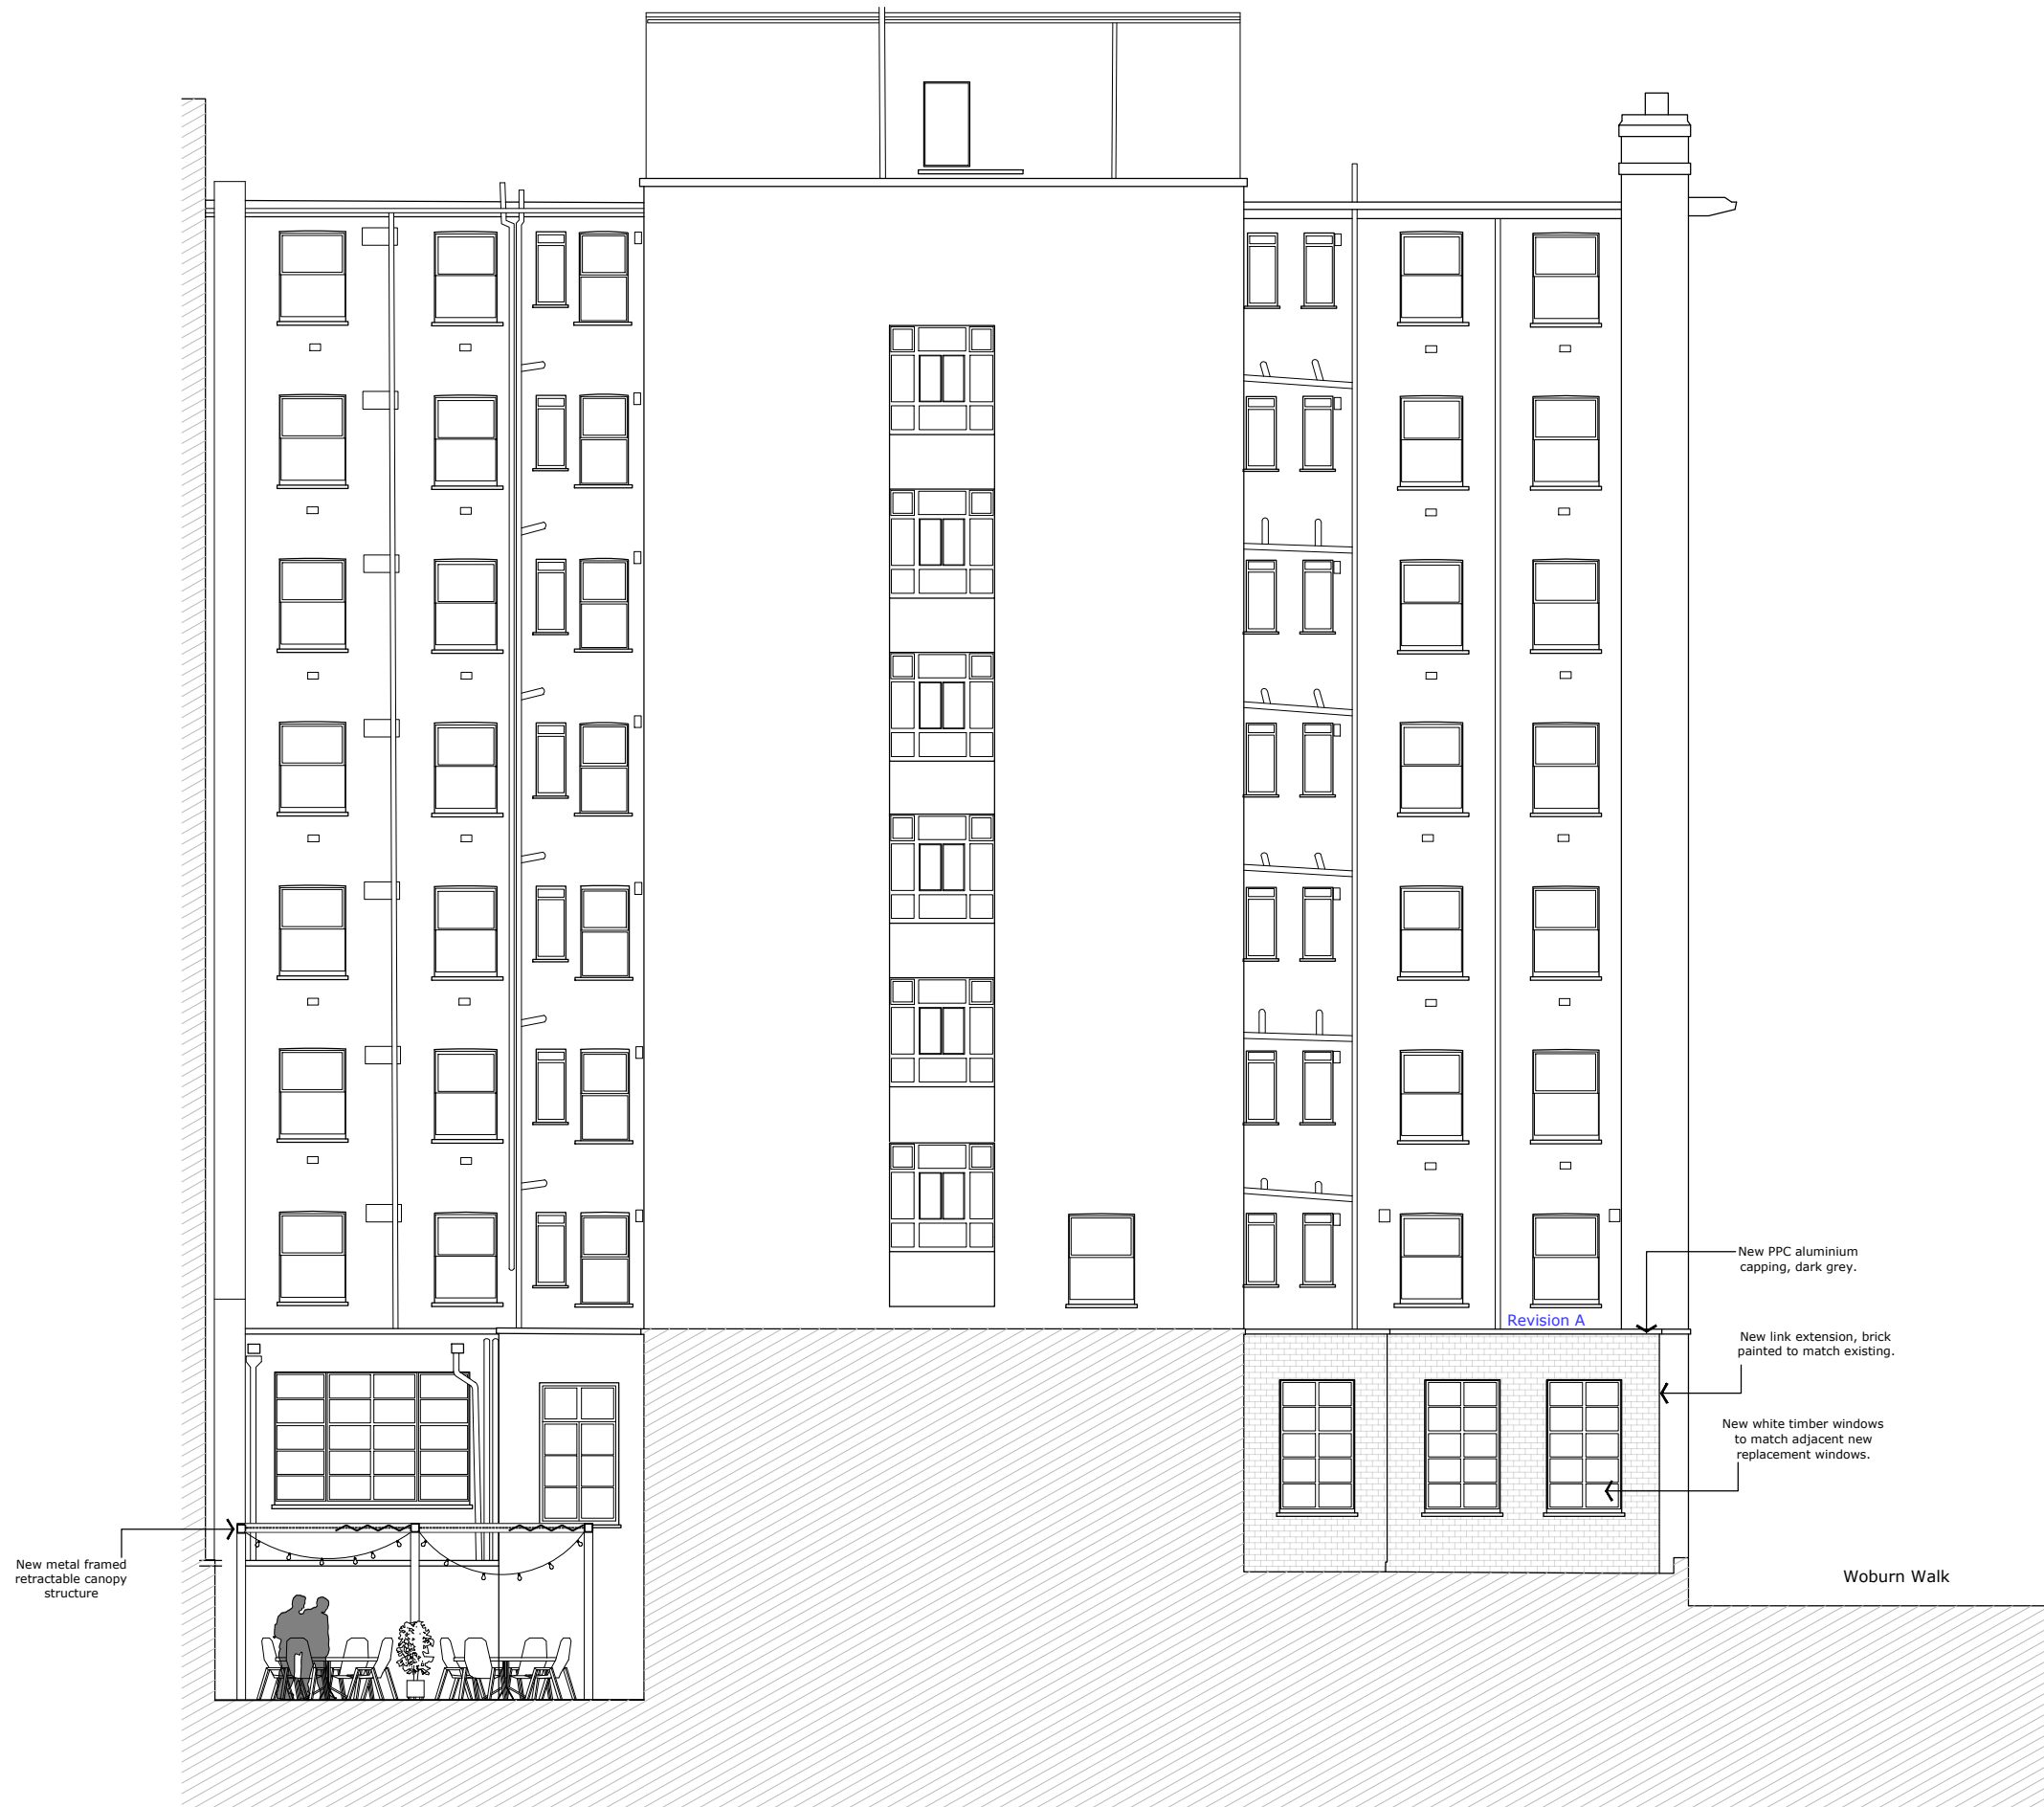 New PPC aluminium
capping, dark grey.
Revision A
New link extension, brick
painted to match existing.
New white timber windows
to match adjacent new
replacement windows.
New metal framed
retractable canopy
structure
Woburn Walk